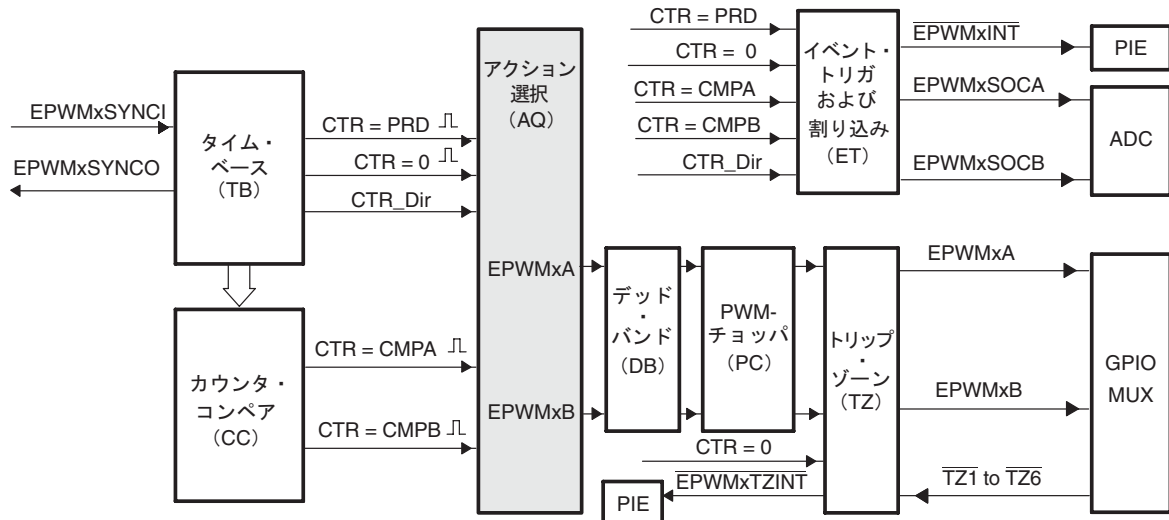 EPWMxSYNCI
EPWMxSYNCO
タイム・
ベース
(TB)
CTR = PRD
CTR = 0
CTR_Dir
カウンタ・
コンペア
(CC)
CTR = CMPA
CTR = CMPB
アクション
選択
(AQ)
EPWMxA
EPWMxB
CTR = PRD
CTR = 0
CTR = CMPA
CTR = CMPB
CTR_Dir
イベント・
トリガ
および
割り込み
(ET)
EPWMxINT
EPWMxSOCA
EPWMxSOCB
PIE
ADC
デッド
・
バンド
(DB)
PWM-
チョッパ
(PC)
トリップ
・
ゾーン
(TZ)
CTR = 0
EPWMxTZINT
PIE
EPWMxA
EPWMxB
TZ1 to TZ6
GPIO
MUX